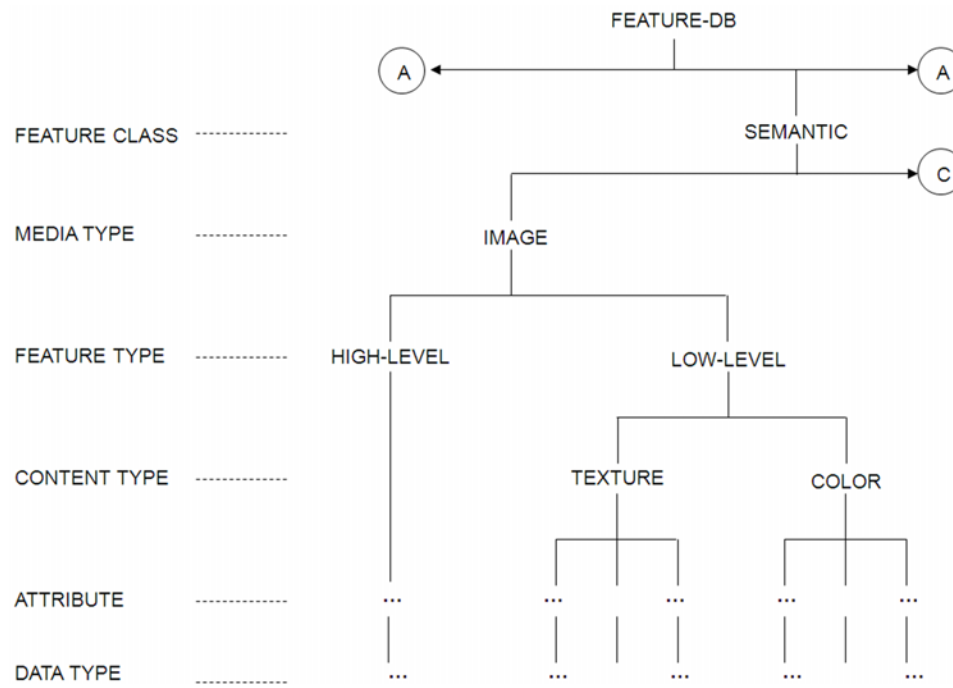 FEATURE-DB
A
A
FEATURE CLASS
SEMANTIC
C
MEDIA TYPE
IMAGE
FEATURE TYPE
HIGH-LEVEL
LOW-LEVEL
CONTENT TYPE
TEXTURE
COLOR
ATTRIBUTE
... ... ... ... ...
DATA TYPE
... ... ... ... ...